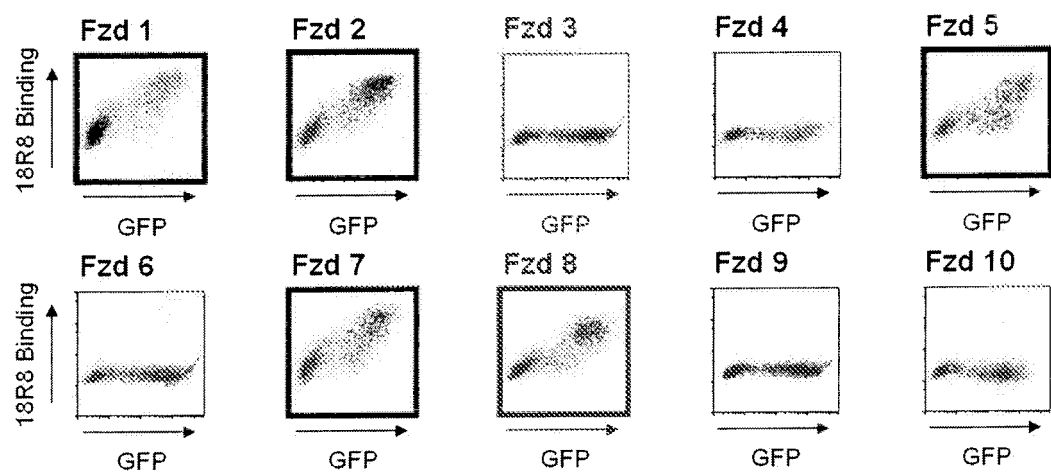 Fzd 1 Fzd 2 Fzd 3 Fzd 4 Fzd 5
18R8 Binding
GFP GFP GFP GFP GFP
Fzd 6 Fzd 7 Fzd 8 Fzd 9 Fzd 10
18R8 Binding
GFP GFP GFP GFP GFP